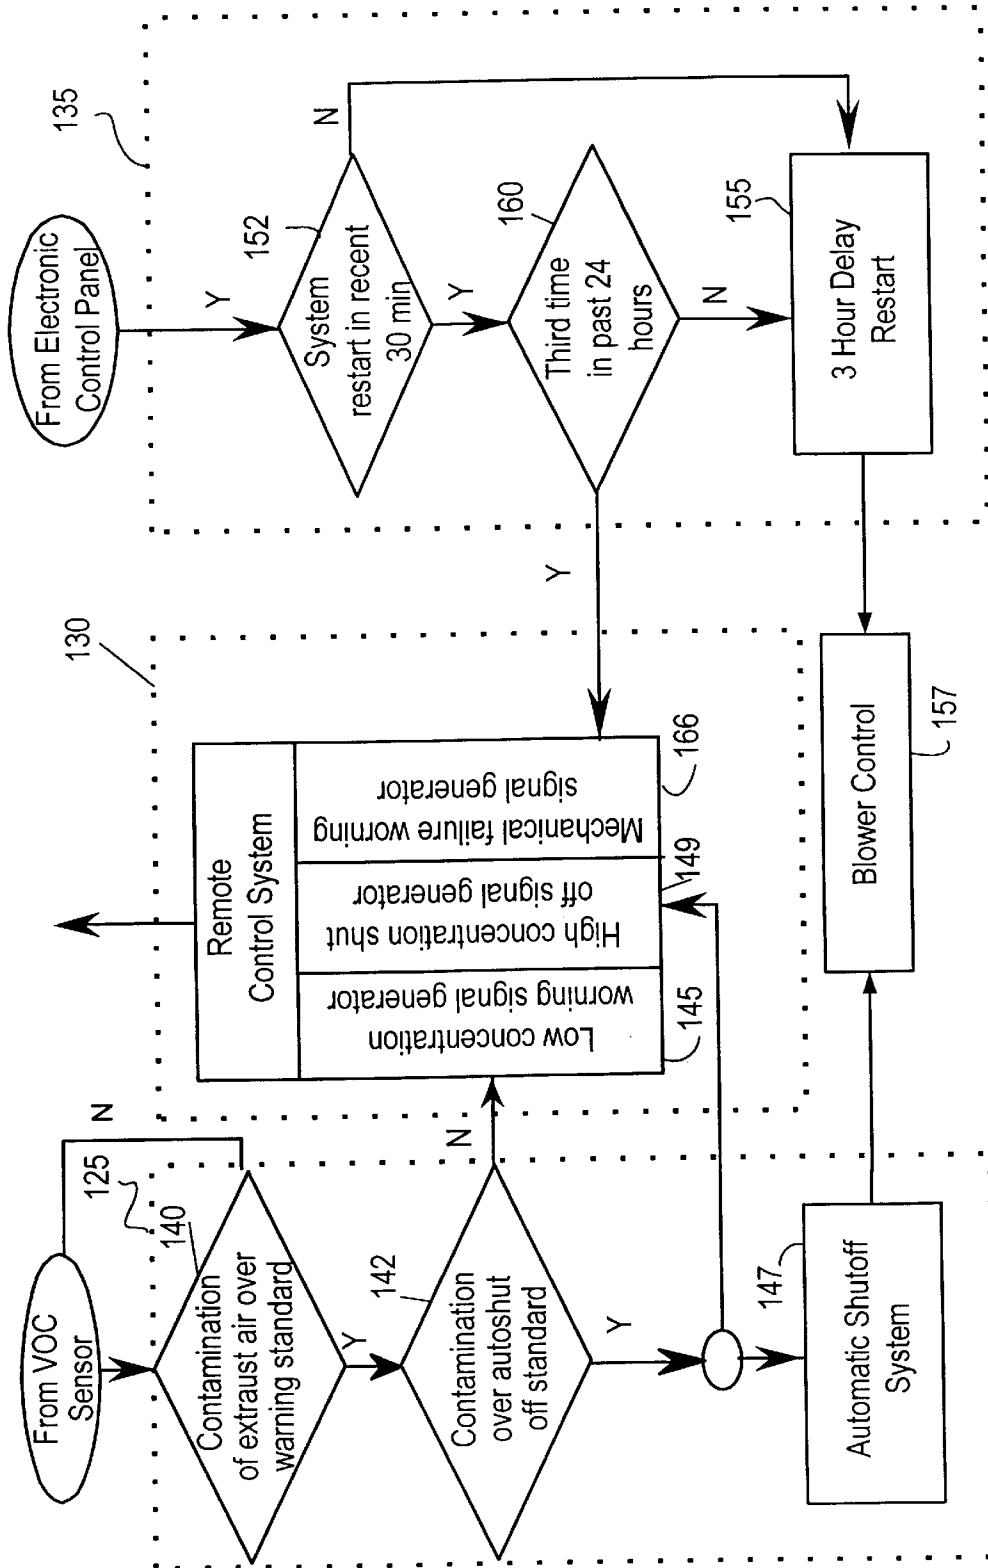 From VOC
Sensor
N
125
140
Contamination
of extraust air over
warning standard
Y
142
Contamination
over autoshut
off standard
N
Y
147
Automatic Shutoff
System
130
Remote
Control System
Low concentration
worning signal generator
145
High concentration shut
off signal generator
149
Mechanical failure worning
signal generator
166
Blower Control
157
From Electronic
Control Panel
135
Y
152
System
restart in recent
30 min
N
Y
160
Third time
in past 24
hours
Y
N
155
3 Hour Delay
Restart